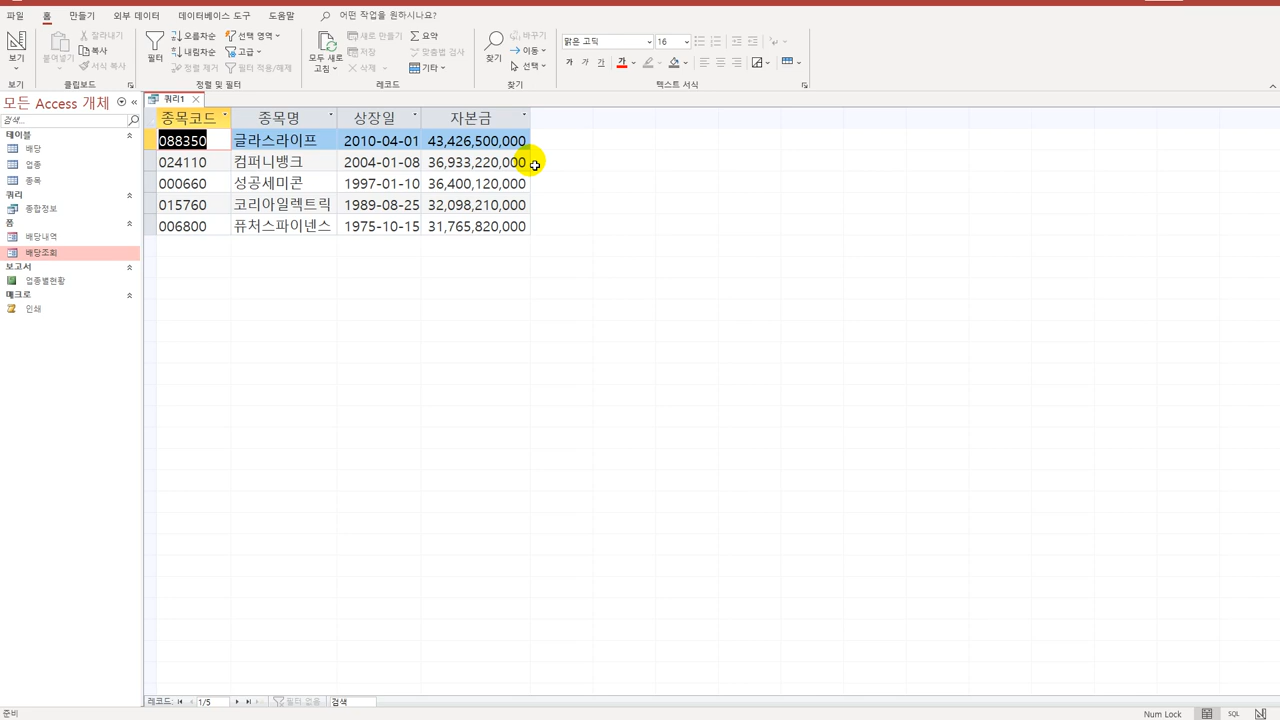 파일 홈 만들기 외부 데이터 데이터베이스 도구 도움말 어떤 작업을 원하시나요?
보기
보기
붙여넣기
잘라내기
복사
서식 복사
클립보드
필터
오름차순
내림차순
정렬 제거
선택 영역
고급
필터 적용/해제
정렬 및 필터
모두 새로
고침
새로 만들기
저장
삭제
요약
맞춤법 검사
기타
레코드
찾기
바꾸기
이동
선택
찾기
맑은 고딕 16
가 가 가 가
텍스트 서식
모든 Access 개체
검색...
테이블
배당
업종
종목
쿼리
종합정보
폼
배당내역
배당조회
보고서
업종별현황
매크로
인쇄
쿼리1
종목코드 종목명 상장일 자본금
088350 글라스라이프 2010-04-01 43,426,500,000
024110 컴퍼니뱅크 2004-01-08 36,933,220,000
000660 성공세미콘 1997-01-10 36,400,120,000
015760 코리아일렉트릭 1989-08-25 32,098,210,000
006800 퓨처스파이넨스 1975-10-15 31,765,820,000
레코드: 1/5 필터 없음 검색
준비 Num Lock SQL